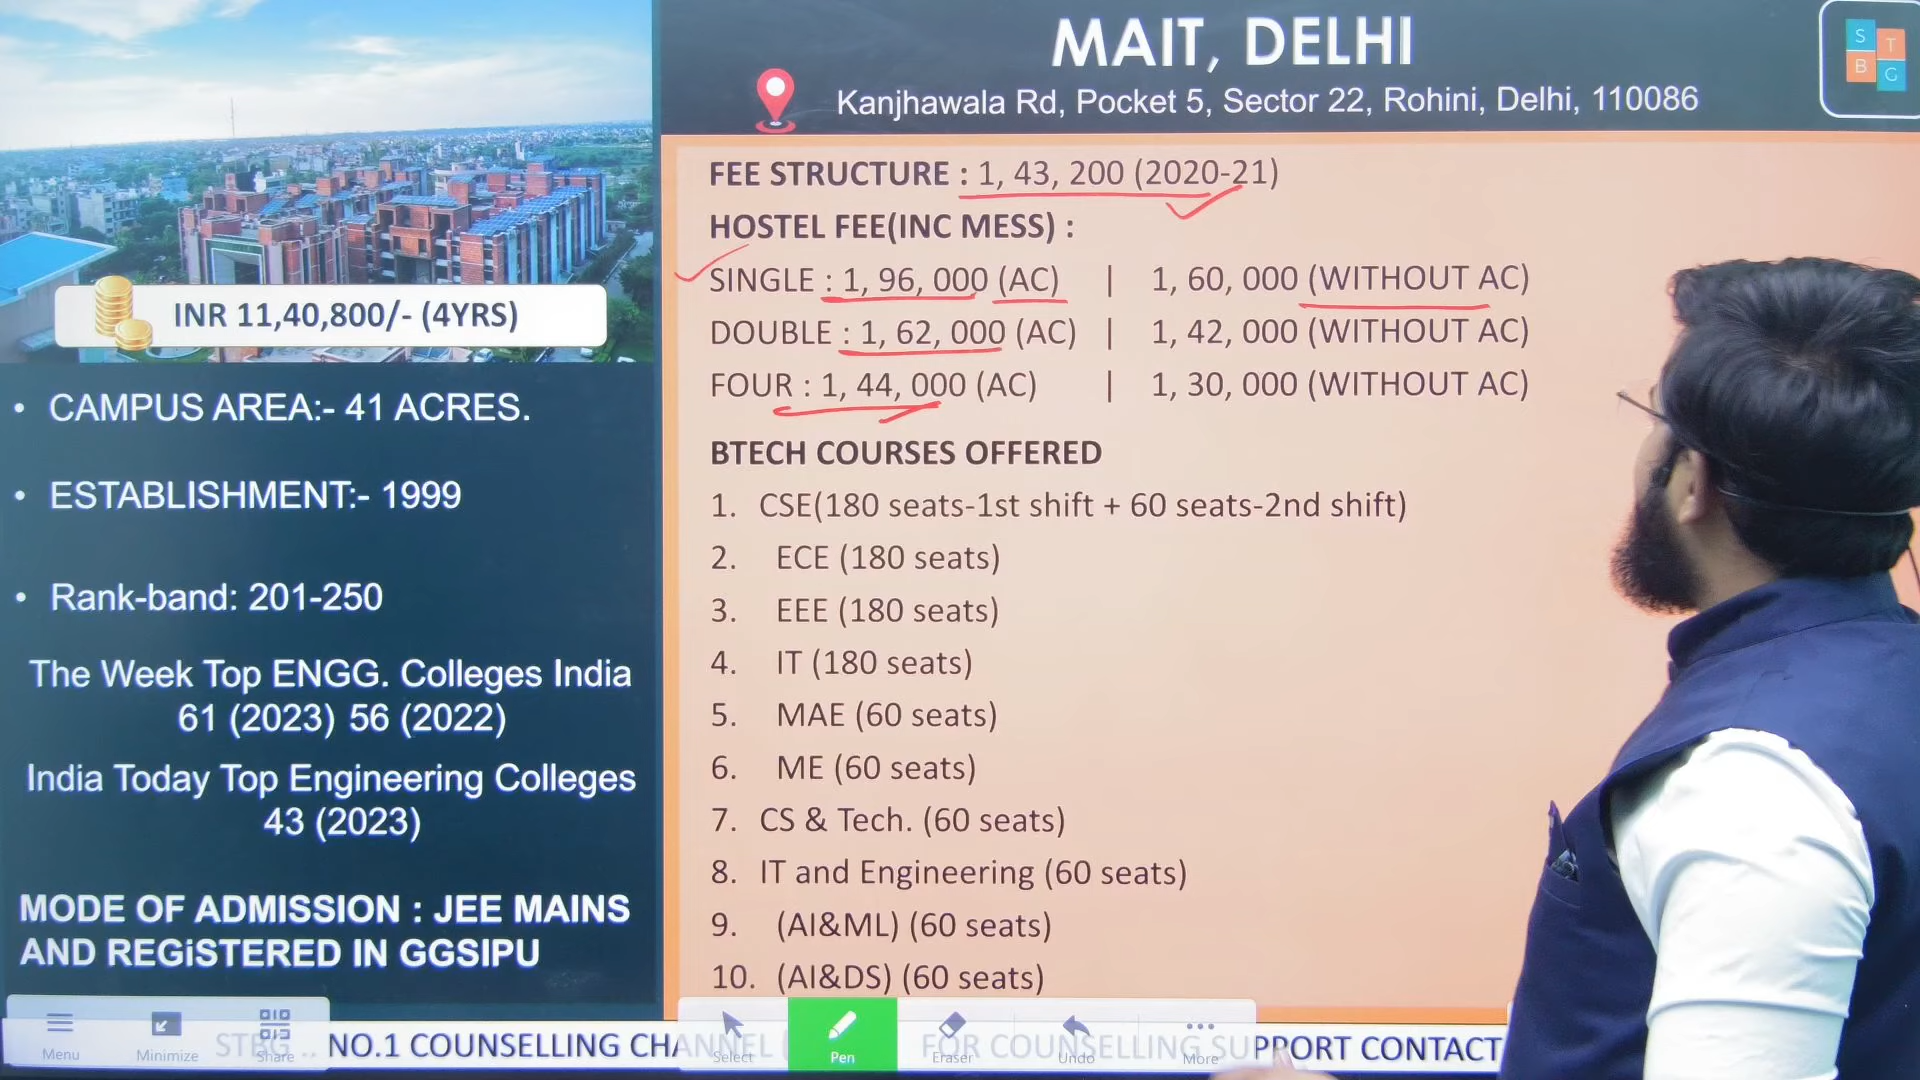 MAIT, DELHI
Kanjhawala Rd, Pocket 5, Sector 22, Rohini, Delhi, 110086
S T
B G
INR 11,40,800/- (4YRS)
• CAMPUS AREA:- 41 ACRES.
• ESTABLISHMENT:- 1999
• Rank-band: 201-250
The Week Top ENGG. Colleges India
61 (2023) 56 (2022)
India Today Top Engineering Colleges
43 (2023)
MODE OF ADMISSION : JEE MAINS
AND REGiSTERED IN GGSIPU
FEE STRUCTURE : 1, 43, 200 (2020-21)
HOSTEL FEE(INC MESS) :
SINGLE : 1, 96, 000 (AC) | 1, 60, 000 (WITHOUT AC)
DOUBLE : 1, 62, 000 (AC) | 1, 42, 000 (WITHOUT AC)
FOUR : 1, 44, 000 (AC) | 1, 30, 000 (WITHOUT AC)
BTECH COURSES OFFERED
1. CSE(180 seats-1st shift + 60 seats-2nd shift)
2. ECE (180 seats)
3. EEE (180 seats)
4. IT (180 seats)
5. MAE (60 seats)
6. ME (60 seats)
7. CS & Tech. (60 seats)
8. IT and Engineering (60 seats)
9. (AI&ML) (60 seats)
10. (AI&DS) (60 seats)
Menu Minimize Share Select Pen Eraser Undo More
NO.1 COUNSELLING CHANNEL FOR COUNSELLING SUPPORT CONTACT